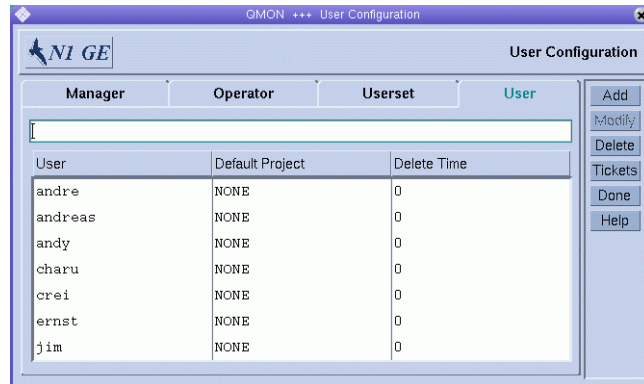 QMON +++ User Configuration
N1 GE
User Configuration
Manager Operator Userset User
Add
Modify
Delete
Tickets
Done
Help
User Default Project Delete Time
andre NONE 0
andreas NONE 0
andy NONE 0
charu NONE 0
crei NONE 0
ernst NONE 0
jim NONE 0